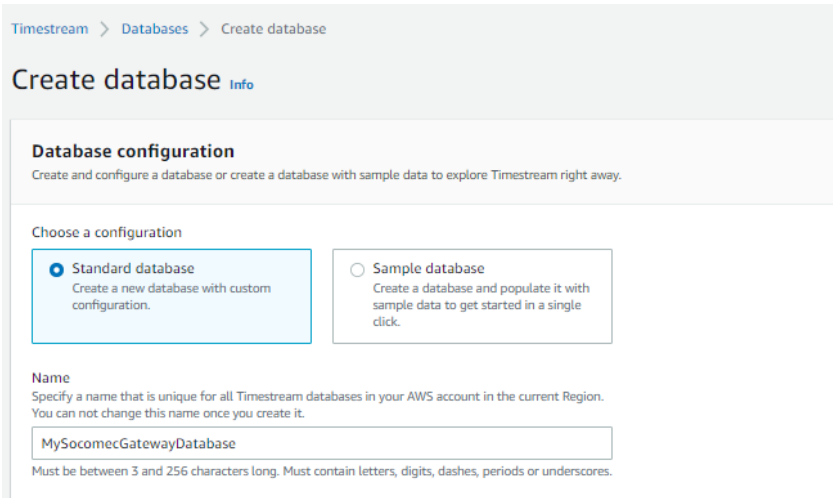 Timestream > Databases > Create database
Create database Info
Database configuration
Create and configure a database or create a database with sample data to explore Timestream right away.
Choose a configuration
Standard database
Create a new database with custom
configuration.
Sample database
Create a database and populate it with
sample data to get started in a single
click.
Name
Specify a name that is unique for all Timestream databases in your AWS account in the current Region.
You can not change this name once you create it.
MySocomecGatewayDatabase
Must be between 3 and 256 characters long. Must contain letters, digits, dashes, periods or underscores.